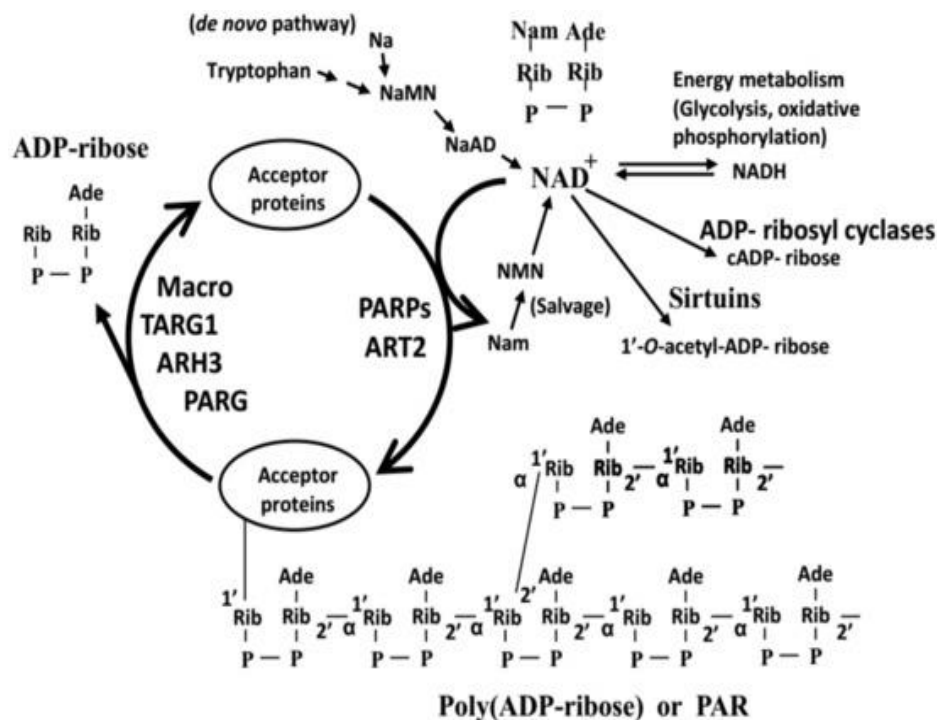 (de novo pathway)
Na
Tryptophan
NaMN
NaAD
Nam Ade
Rib Rib
P P
Energy metabolism
(Glycolysis, oxidative
phosphorylation)
NAD+
NADH
ADP-ribose
Ade
Rib Rib
P P
Acceptor
proteins
ADP- ribosyl cyclases
cADP- ribose
NMN
(Salvage)
Nam
Sirtuins
1'-O-acetyl-ADP- ribose
Macro
TARG1
ARH3
PARG
PARPs
ART2
Acceptor
proteins
Ade Ade
α 1' Rib Rib 2' α 1' Rib Rib 2'
P P P P
Ade Ade 2' Ade Ade Ade
1' Rib Rib 2' α 1' Rib Rib 2' α 1' Rib Rib 2' α 1' Rib Rib 2' α 1' Rib Rib 2'
P P P P P P P P P P
Poly(ADP-ribose) or PAR